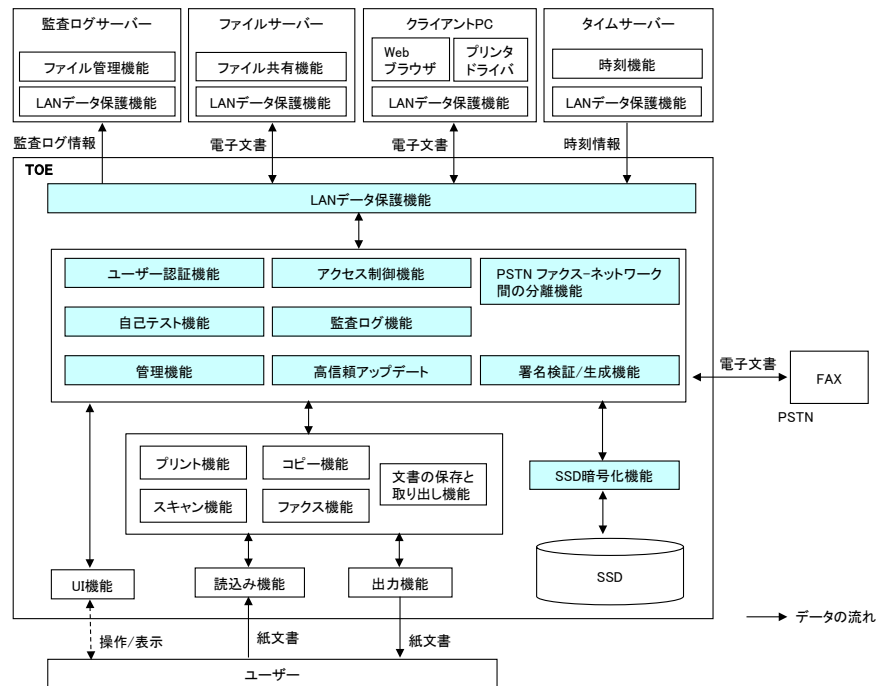 監査ログサーバー
ファイル管理機能
LANデータ保護機能
ファイルサーバー
ファイル共有機能
LANデータ保護機能
クライアントPC
Web
ブラウザ
プリンタ
ドライバ
LANデータ保護機能
タイムサーバー
時刻機能
LANデータ保護機能
監査ログ情報
電子文書
電子文書
時刻情報
TOE
LANデータ保護機能
ユーザー認証機能
アクセス制御機能
PSTN ファクス-ネットワーク
間の分離機能
自己テスト機能
監査ログ機能
管理機能
高信頼アップデート
署名検証/生成機能
電子文書
FAX
PSTN
プリント機能
コピー機能
文書の保存と
取り出し機能
スキャン機能
ファクス機能
SSD暗号化機能
SSD
UI機能
読込み機能
出力機能
データの流れ
操作/表示
紙文書
紙文書
ユーザー